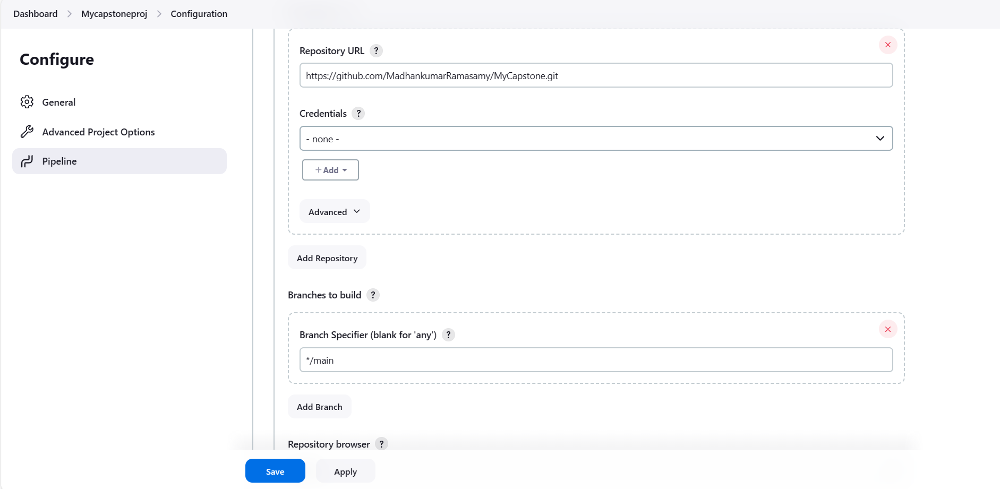 Dashboard > Mycapstoneproj > Configuration
Configure
General
Advanced Project Options
Pipeline
Repository URL ?
https://github.com/MadhankumarRamasamy/MyCapstone.git
Credentials ?
- none -
+ Add
Advanced
Add Repository
Branches to build ?
Branch Specifier (blank for 'any') ?
*/main
Add Branch
Repository browser ?
Save
Apply